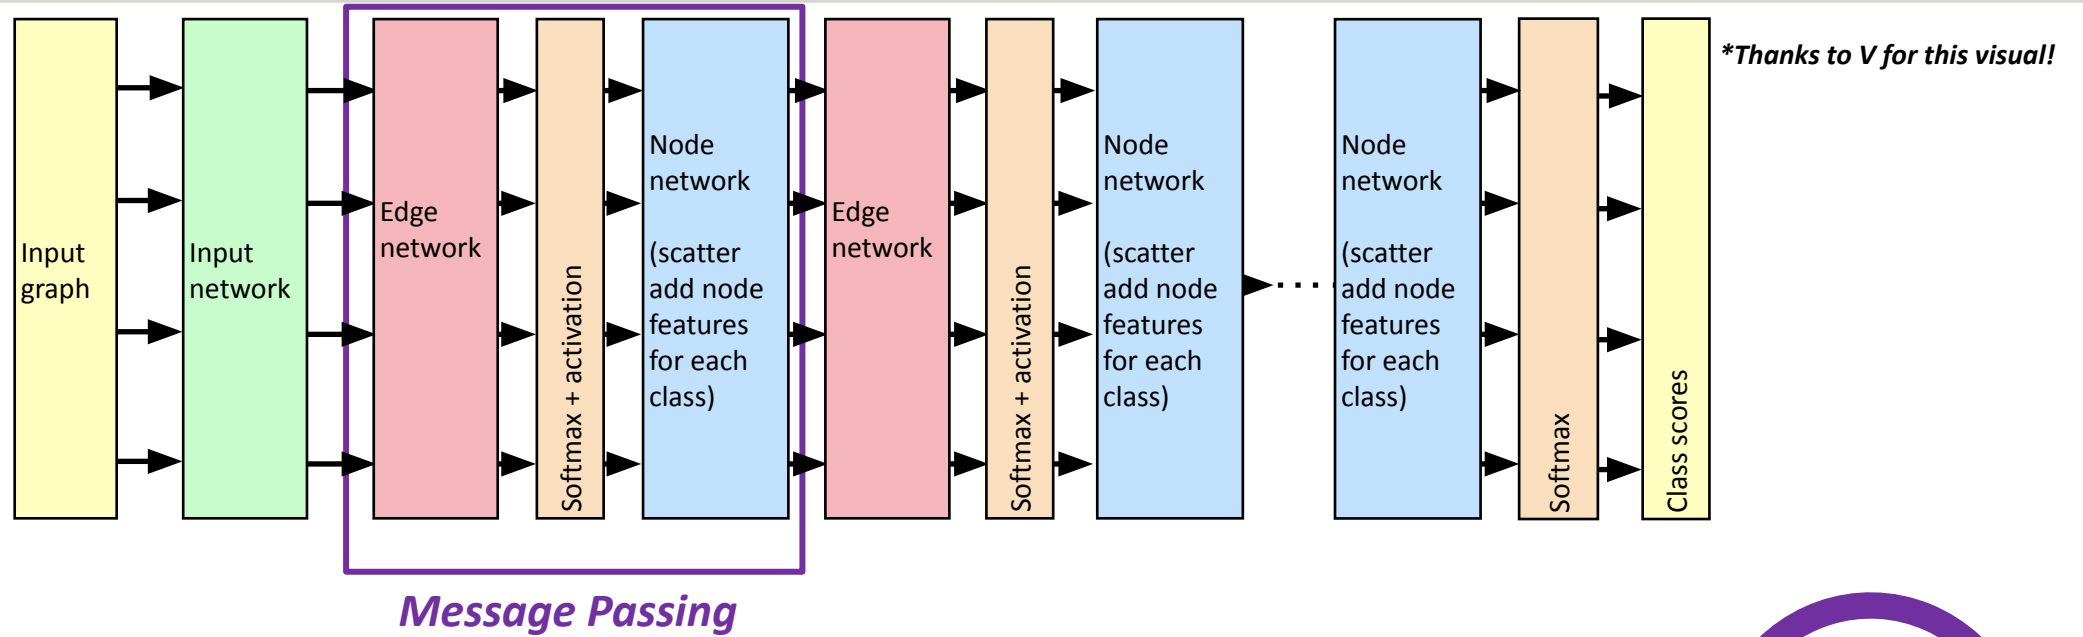 Input
graph
Input
network
Edge
network
Softmax + activation
Node
network
(scatter
add node
features
for each
class)
Edge
network
Softmax + activation
Node
network
(scatter
add node
features
for each
class)
Node
network
(scatter
add node
features
for each
class)
Softmax
Class scores
*Thanks to V for this visual!
Message Passing